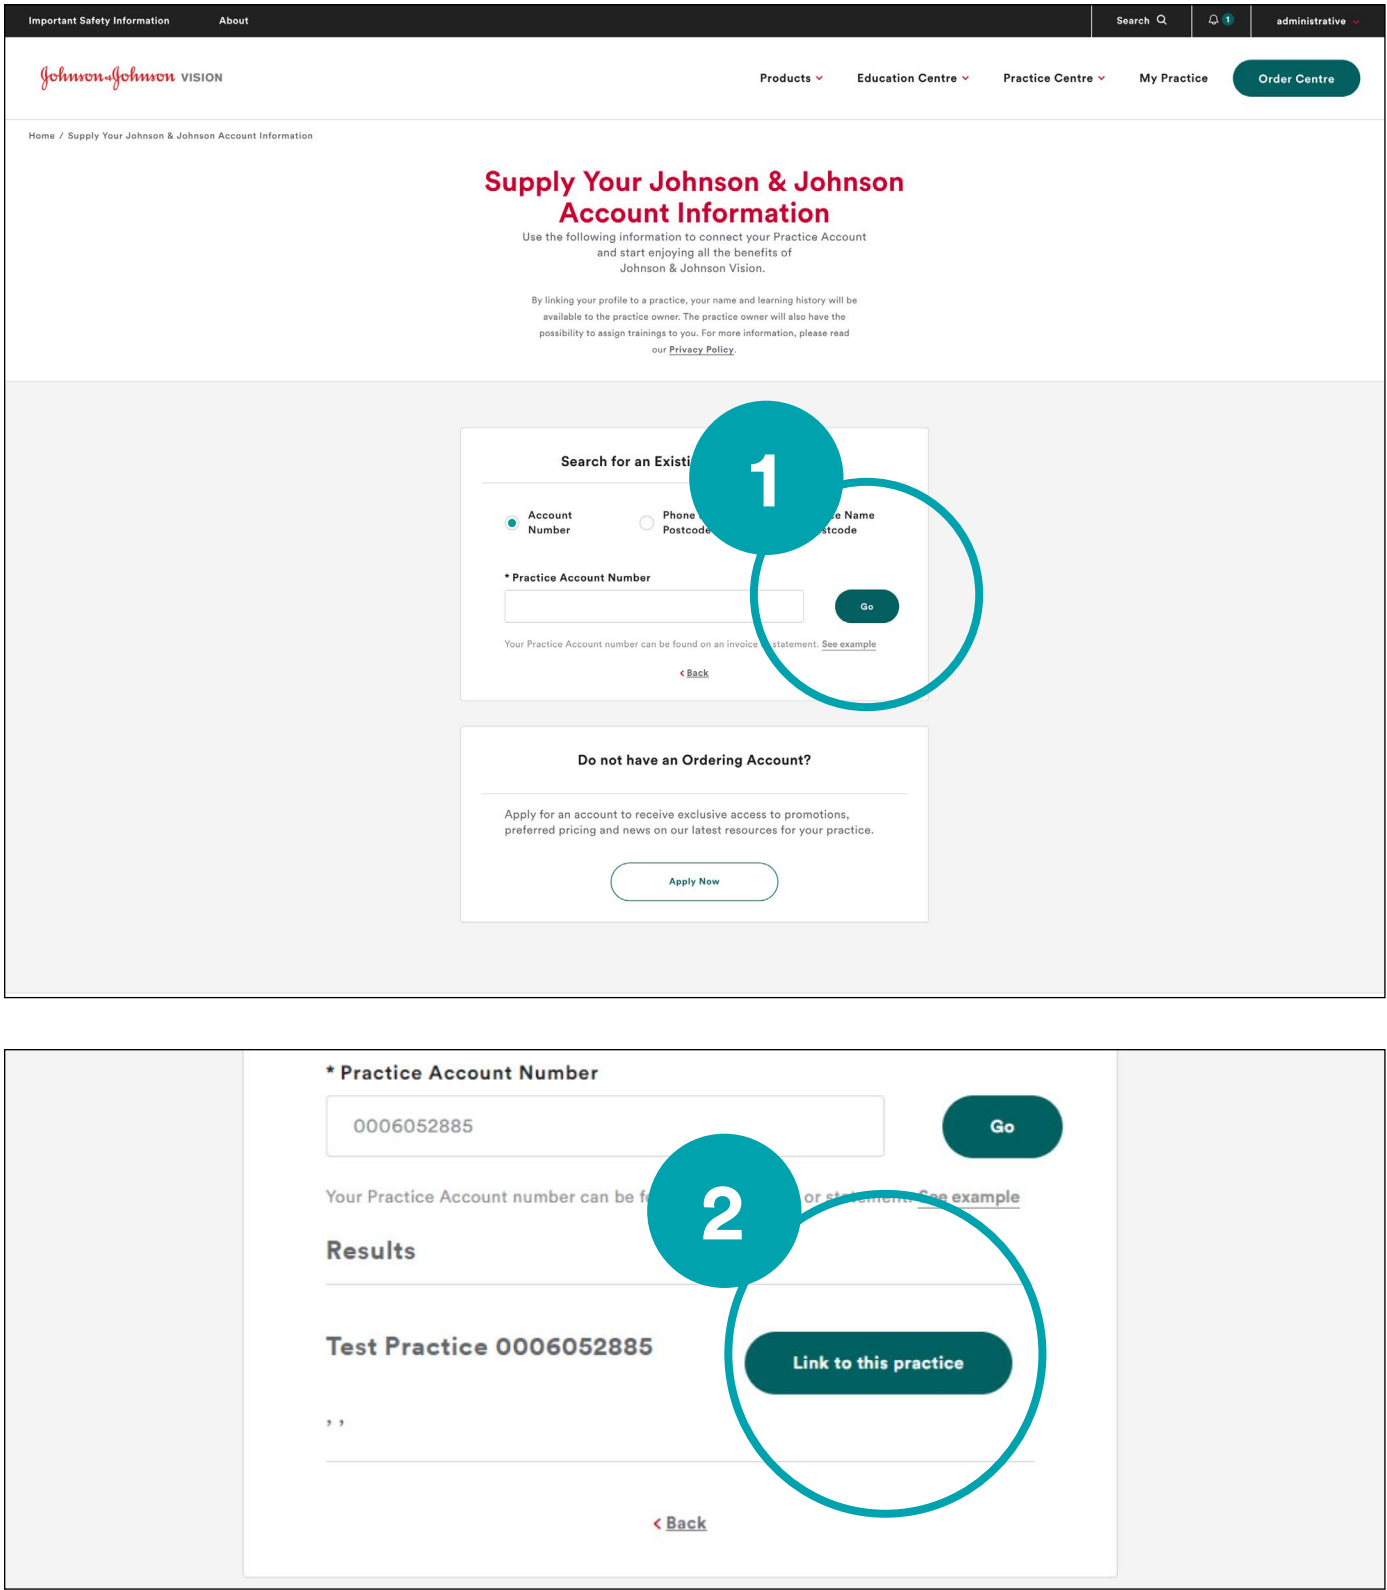 Important Safety Information About Search 1 administrative
Johnson & Johnson VISION Products Education Centre Practice Centre My Practice Order Centre
Home / Supply Your Johnson & Johnson Account Information
Supply Your Johnson & Johnson
Account Information
Use the following information to connect your Practice Account
and start enjoying all the benefits of
Johnson & Johnson Vision.
By linking your profile to a practice, your name and learning history will be
available to the practice owner. The practice owner will also have the
possibility to assign trainings to you. For more information, please read
our Privacy Policy.
Search for an
1
Account
Number
Phone
Postcode
Name
* Practice Account Number
Go
Your Practice Account number can be found on an invoice statement. See example
< Back
Do not have an Ordering Account?
Apply for an account to receive exclusive access to promotions,
preferred pricing and news on our latest resources for your practice.
Apply Now
* Practice Account Number
0006052885 Go
Your Practice Account number can be or statement. See example
2
Results
Test Practice 0006052885
Link to this practice
, ,
< Back